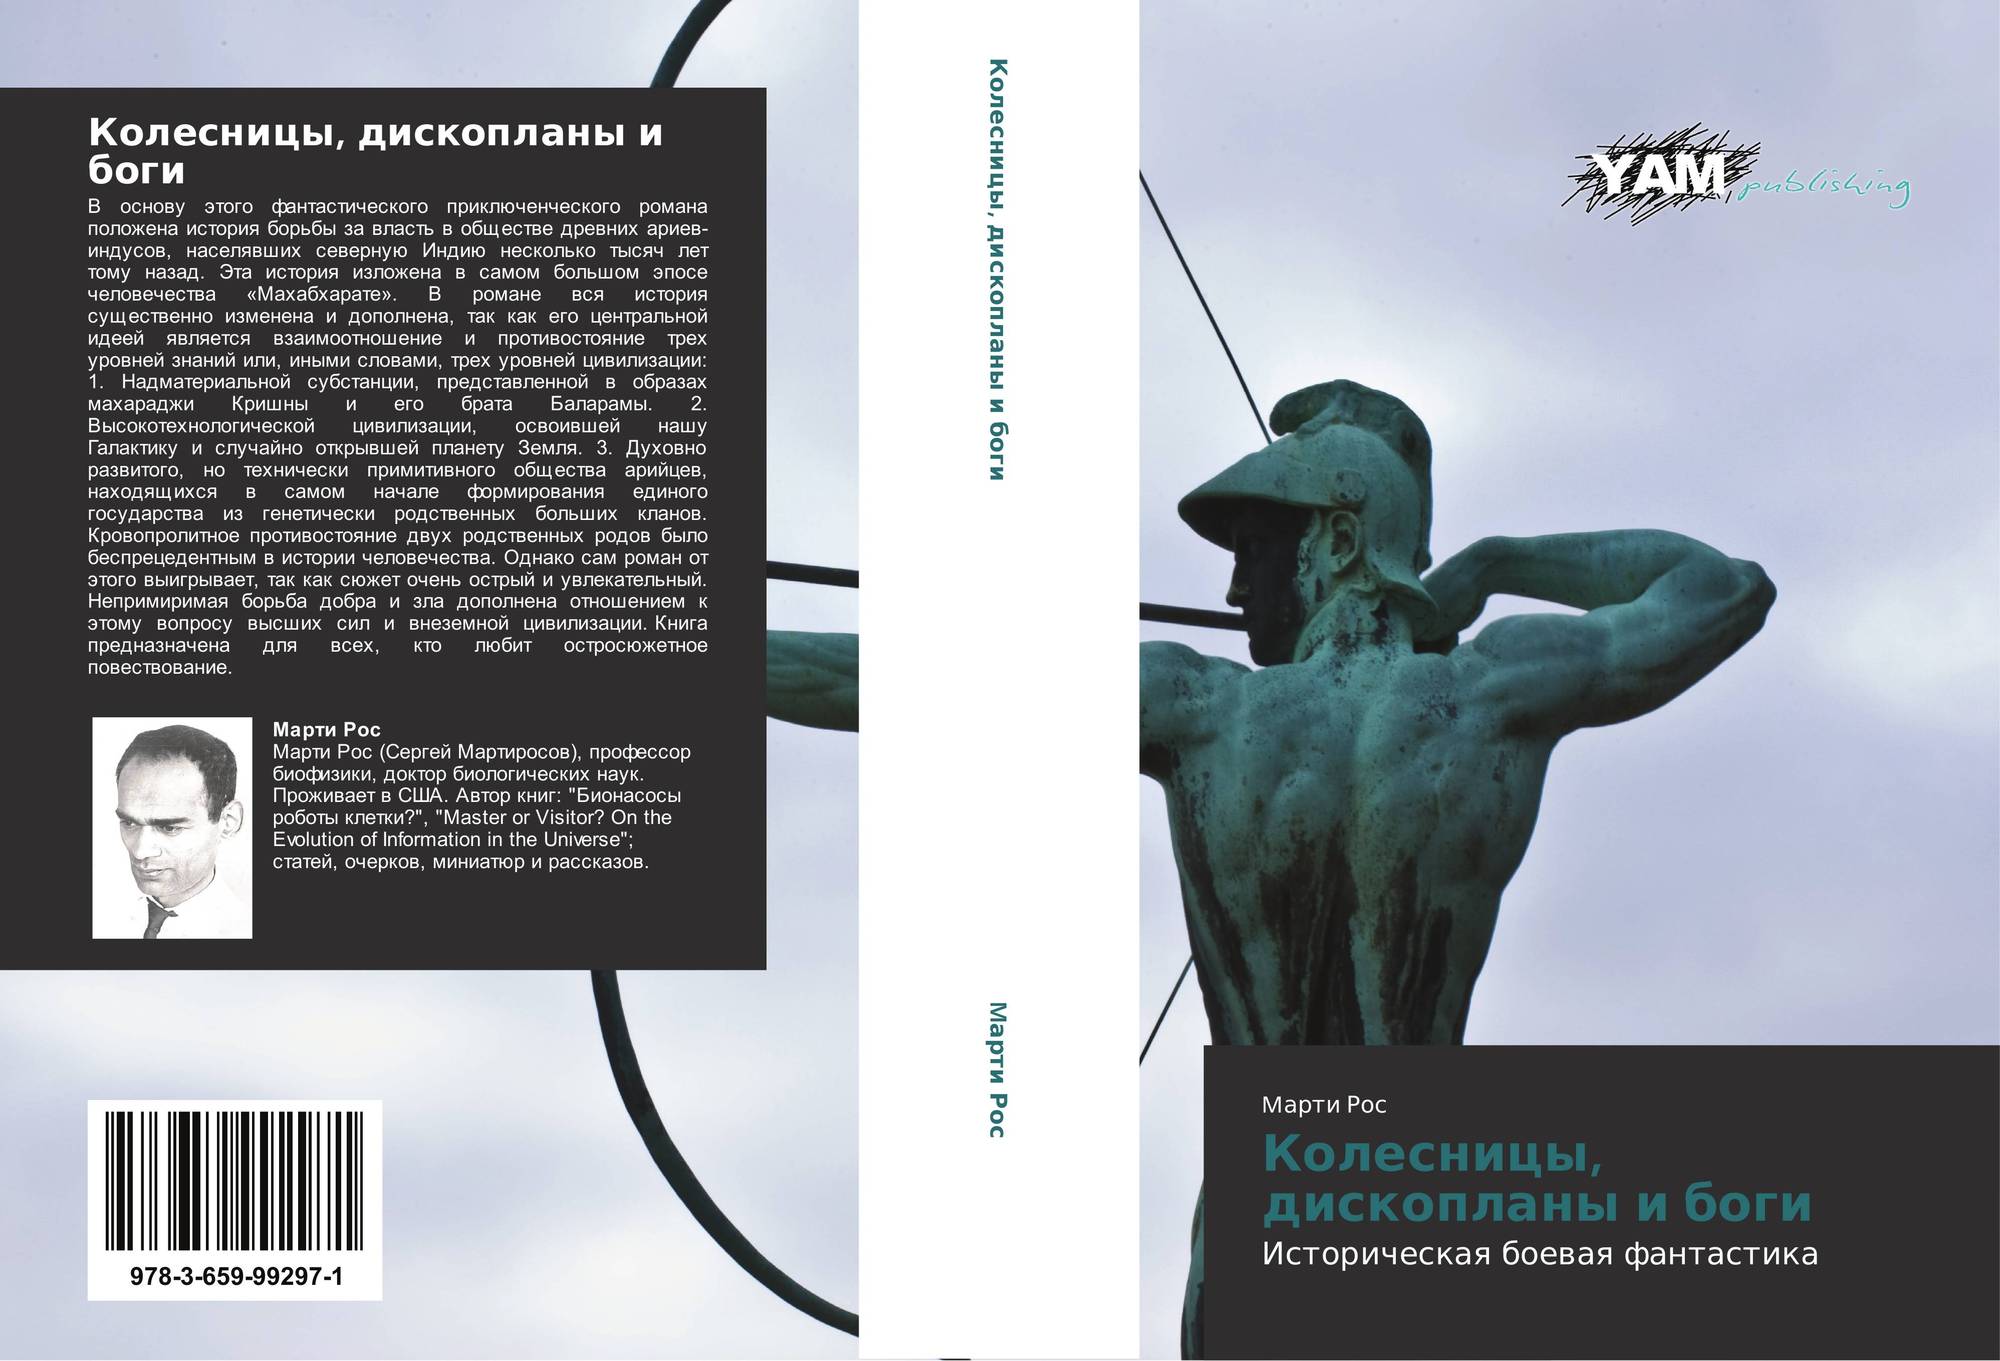 Колесницы, дископланы и
боги
В основу этого фантастического приключенческого романа
положена история борьбы за власть в обществе древних ариев-
индусов, населявших северную Индию несколько тысяч лет
тому назад. Эта история изложена в самом большом эпосе
человечества «Махабхарате». В романе вся история
существенно изменена и дополнена, так как его центральной
идеей является взаимоотношение и противостояние трех
уровней знаний или, иными словами, трех уровней цивилизации:
1. Надматериальной субстанции, представленной в образах
махараджи Кришны и его брата Баларамы. 2.
Высокотехнологической цивилизации, освоившей нашу
Галактику и случайно открывшей планету Земля. 3. Духовно
развитого, но технически примитивного общества арийцев,
находящихся в самом начале формирования единого
государства из генетически родственных больших кланов.
Кровопролитное противостояние двух родственных родов было
беспрецедентным в истории человечества. Однако сам роман от
этого выигрывает, так как сюжет очень острый и увлекательный.
Непримиримая борьба добра и зла дополнена отношением к
этому вопросу высших сил и внеземной цивилизации. Книга
предназначена для всех, кто любит остросюжетное
повествование.
Марти Рос
Марти Рос (Сергей Мартиросов), профессор
биофизики, доктор биологических наук.
Проживает в США. Автор книг: "Бионасосы
роботы клетки?", "Master or Visitor? On the
Evolution of Information in the Universe";
статей, очерков, миниатюр и рассказов.
978-3-659-99297-1
Колесницы, дископланы и боги
Марти Рос
YAM publishing
Марти Рос
Колесницы,
дископланы и боги
Историческая боевая фантастика